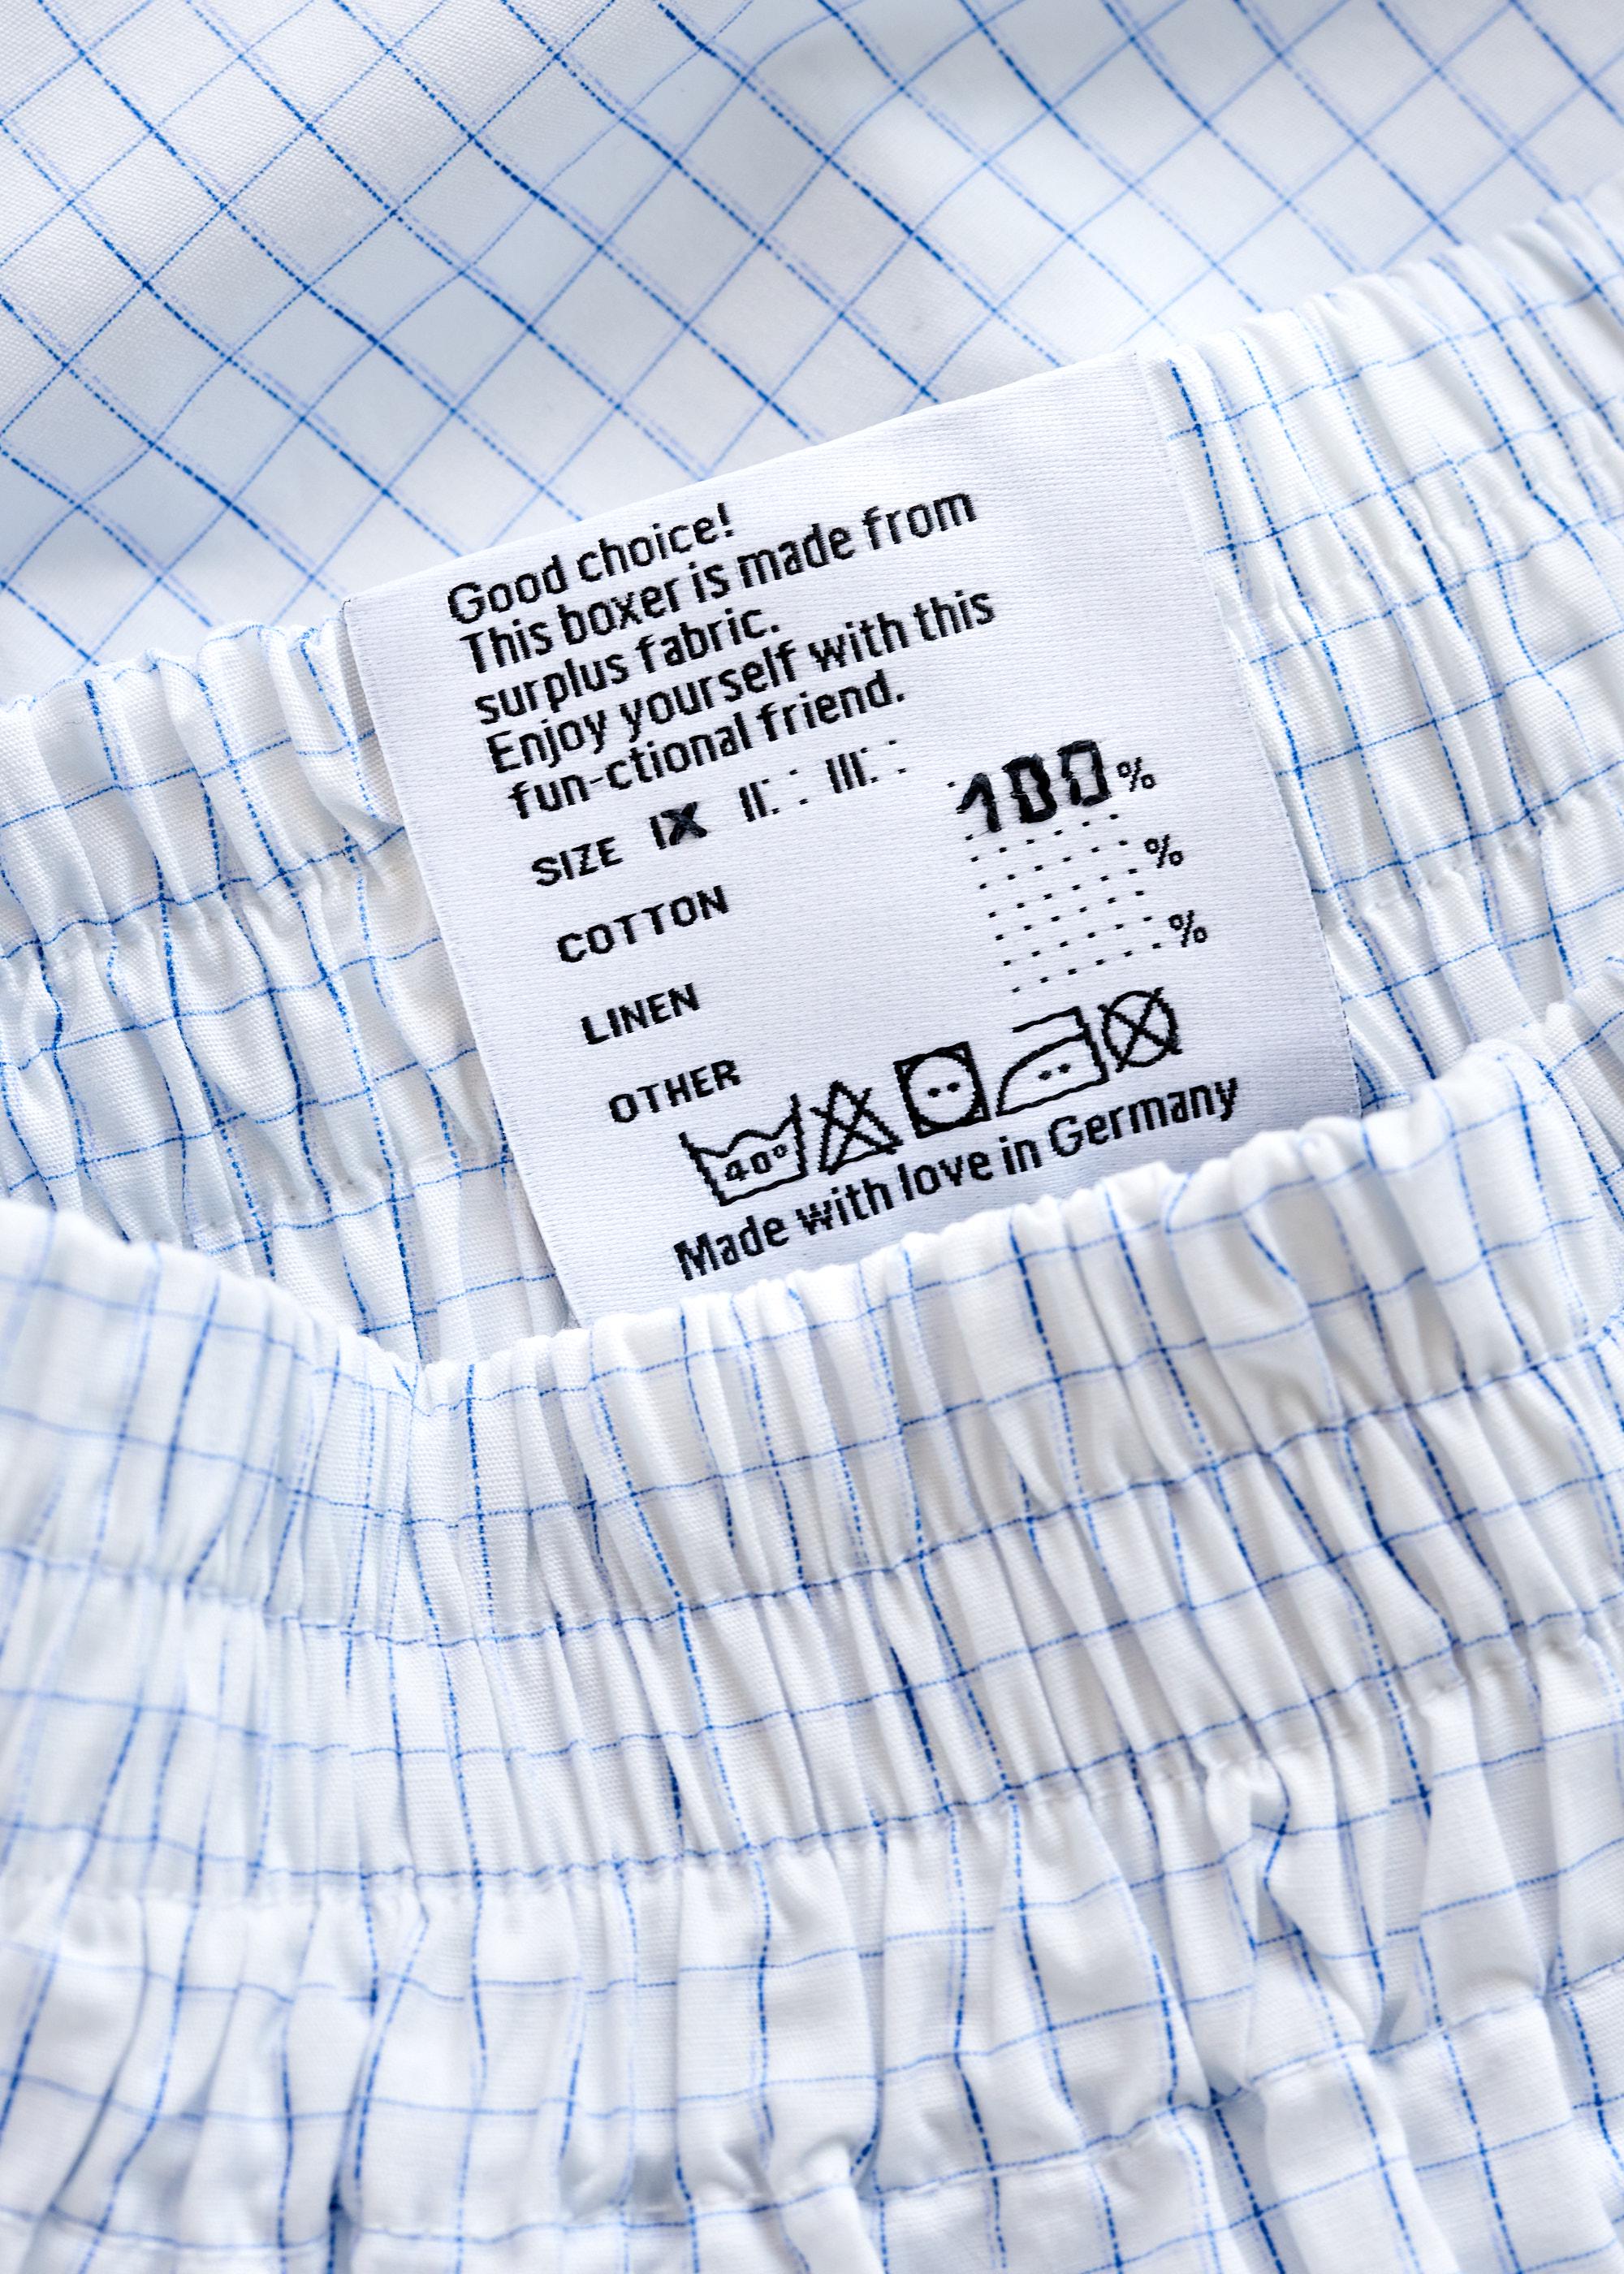 Good choice!
This boxer is made from
surplus fabric.
Enjoy yourself with this
fun-ctional friend.
SIZE I X II III
COTTON 100 %
LINEN %
OTHER %
40°
Made with love in Germany